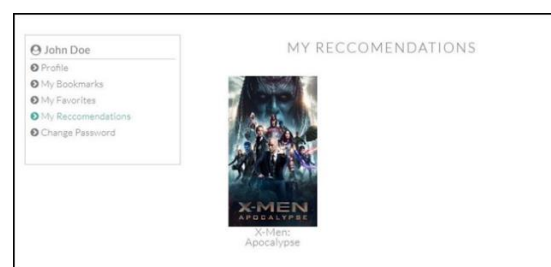 John Doe
Profile
My Bookmarks
My Favorites
My Reccomendations
Change Password
MY RECCOMENDATIONS
X-MEN
APOCALYPSE
X-Men:
Apocalypse